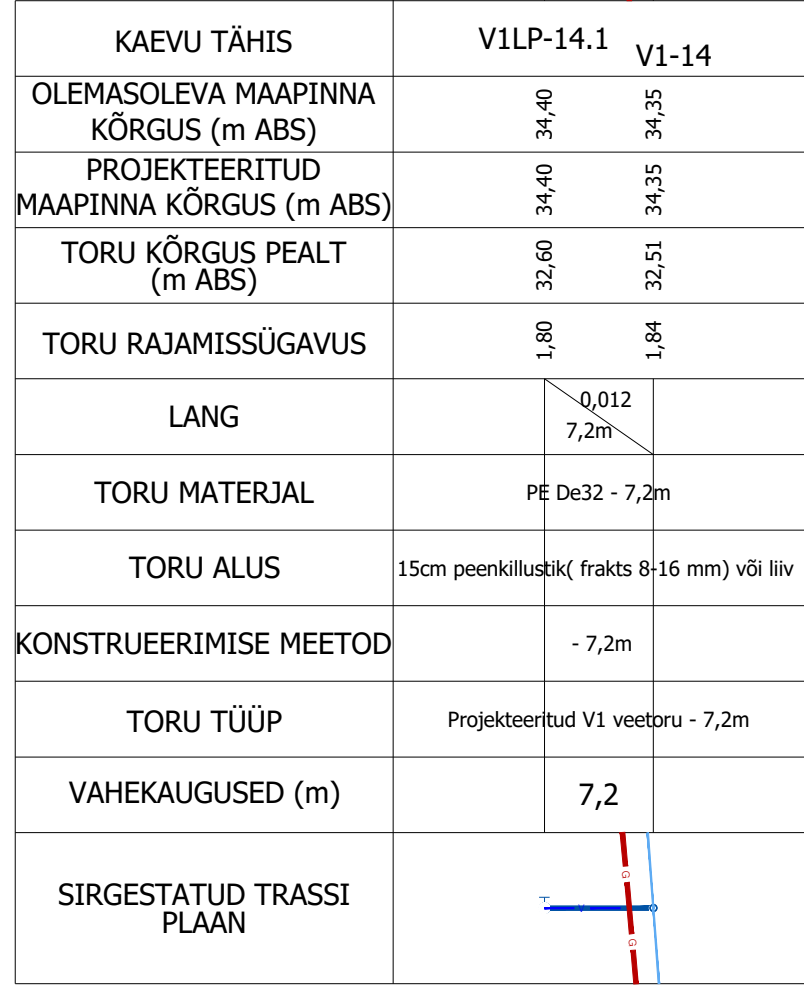 KAEVU TÄHIS
V1LP-14.1
V1-14
OLEMASOLEVA MAAPINNA
KÕRGUS (m ABS)
34,40
34,35
PROJEKTEERITUD
MAAPINNA KÕRGUS (m ABS)
34,40
34,35
TORU KÕRGUS PEALT
(m ABS)
32,60
32,51
TORU RAJAMISSÜGAVUS
1,80
1,84
LANG
0,012
7,2m
TORU MATERJAL
PE De32 - 7,2m
TORU ALUS
15cm peenkillustik( frakts 8-16 mm) või liiv
KONSTRUEERIMISE MEETOD
- 7,2m
TORU TÜÜP
Projekteeritud V1 veetoru - 7,2m
VAHEKAUGUSED (m)
7,2
SIRGESTATUD TRASSI
PLAAN
G
V
G